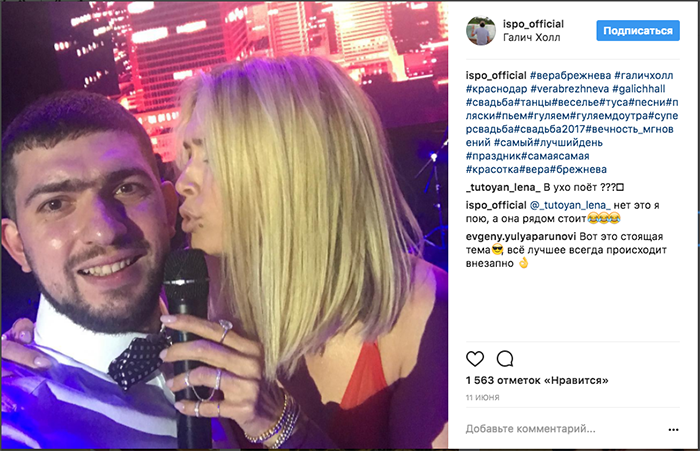 ispo_official
Галич Холл
Подписаться
ispo_official #верабрежнева #галичхолл
#краснодар #verabrezhneva #galichhall
#свадьба#танцы#веселье#туса#песни#п
ляски#пьем#гуляем#гуляемдоутра#супе
рсвадьба#свадьба2017#вечность_мгнов
ений #самый#лучшийдень
#праздник#самаясамая
#красотка#вера#брежнева
_tutoyan_lena_ В ухо поёт ???□
ispo_official @_tutoyan_lena_ нет это я
пою, а она рядом стоит😂😂😂
evgeny.yulyaparunovi Вот это стоящая
тема😎, всё лучшее всегда происходит
внезапно 👌
1 563 отметок «Нравится»
11 ИЮНЯ
Добавьте комментарий...